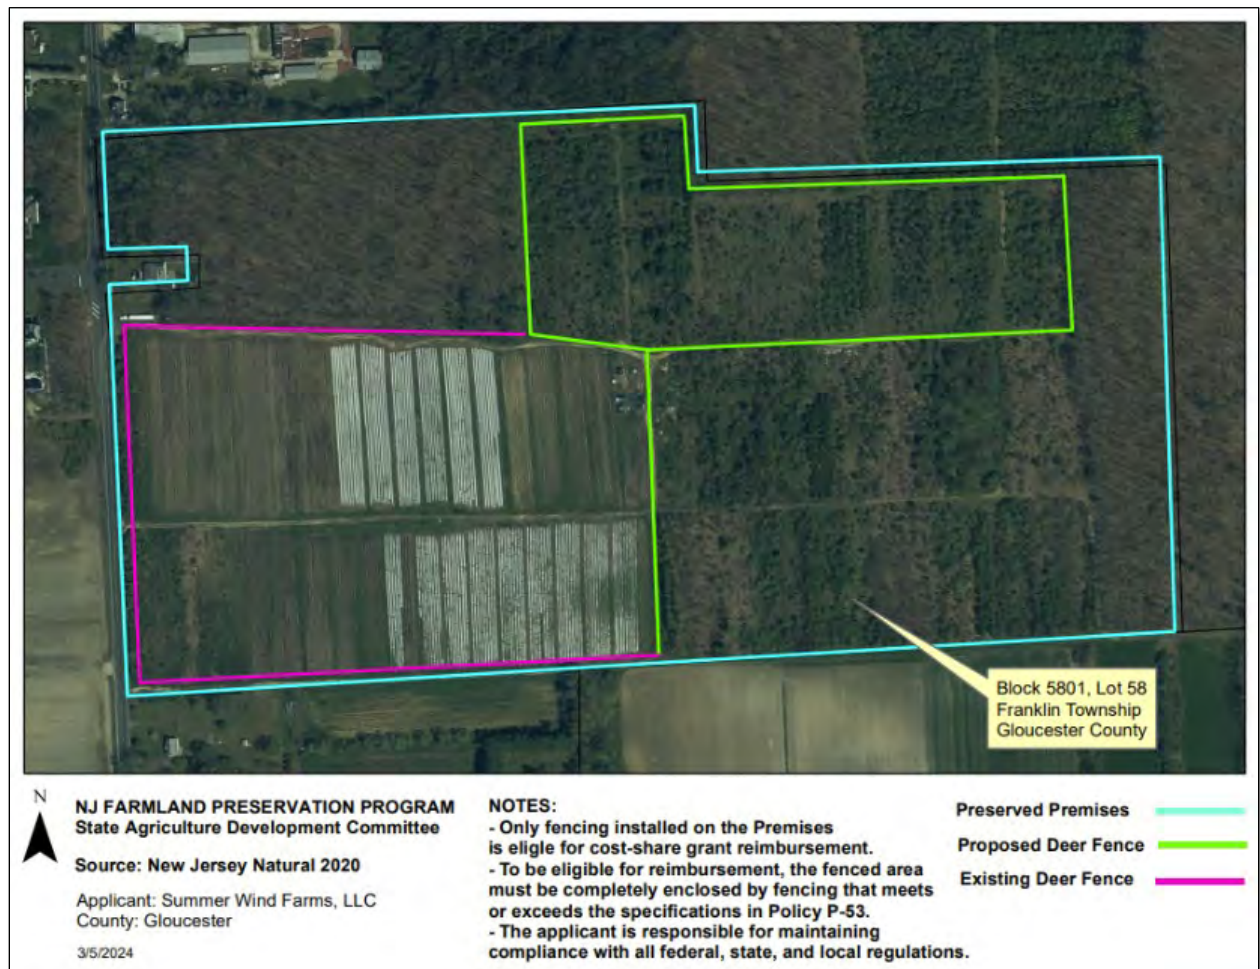 Block 5801, Lot 58
Franklin Township
Gloucester County
N
NJ FARMLAND PRESERVATION PROGRAM
State Agriculture Development Committee
Source: New Jersey Natural 2020
Applicant: Summer Wind Farms, LLC
County: Gloucester
3/5/2024
NOTES:
- Only fencing installed on the Premises
is eligle for cost-share grant reimbursement.
- To be eligible for reimbursement, the fenced area
must be completely enclosed by fencing that meets
or exceeds the specifications in Policy P-53.
- The applicant is responsible for maintaining
compliance with all federal, state, and local regulations.
Preserved Premises
Proposed Deer Fence
Existing Deer Fence